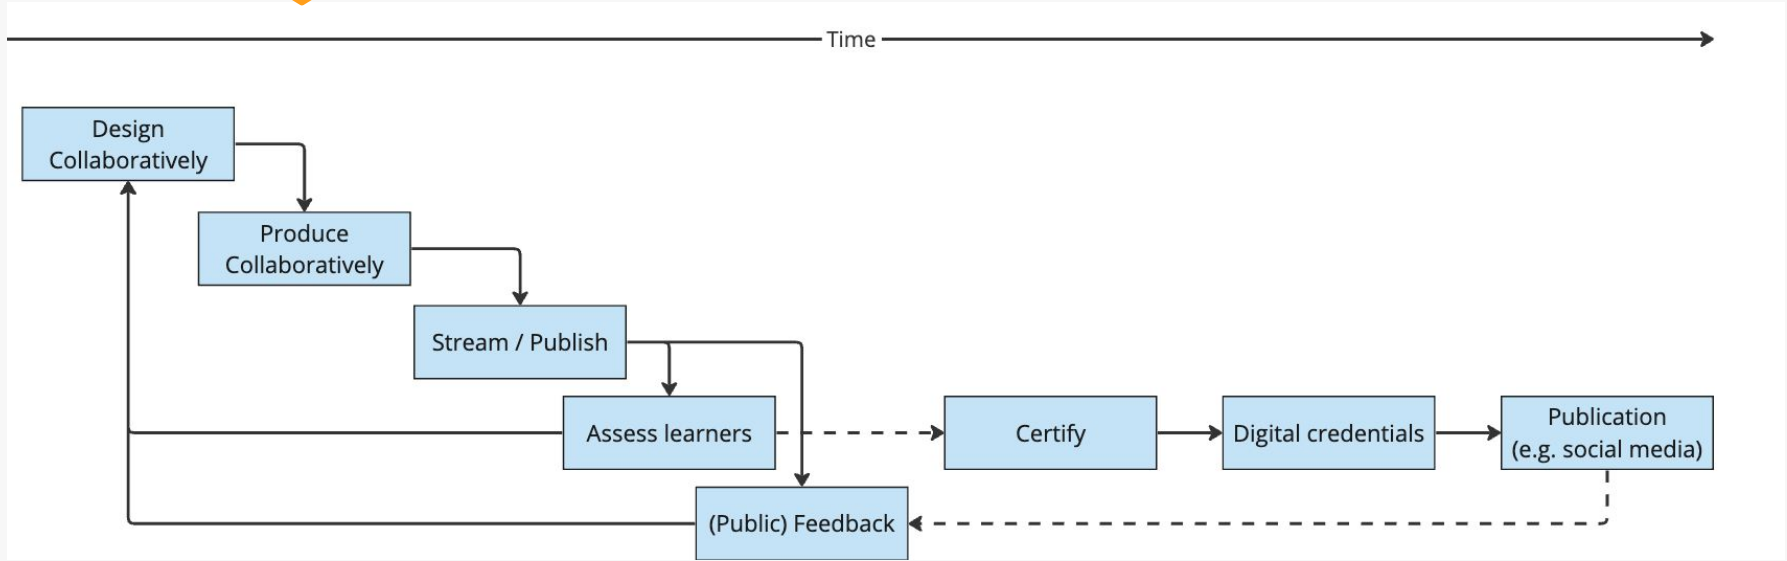 Time
Design
Collaboratively
Produce
Collaboratively
Stream / Publish
Assess learners
Certify
Digital credentials
Publication
(e.g. social media)
(Public) Feedback